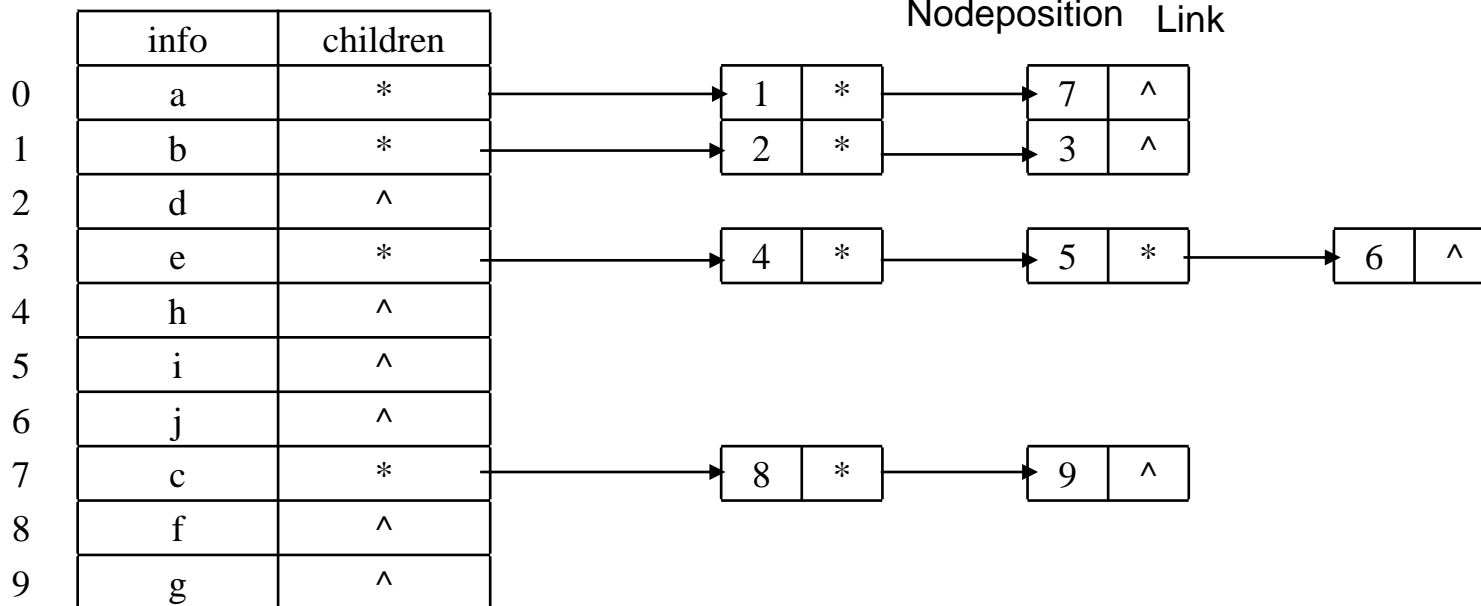 Nodeposition Link
info children
0 a * 1 * 7 ^
1 b * 2 * 3 ^
2 d ^
3 e * 4 * 5 * 6 ^
4 h ^
5 i ^
6 j ^
7 c * 8 * 9 ^
8 f ^
9 g ^